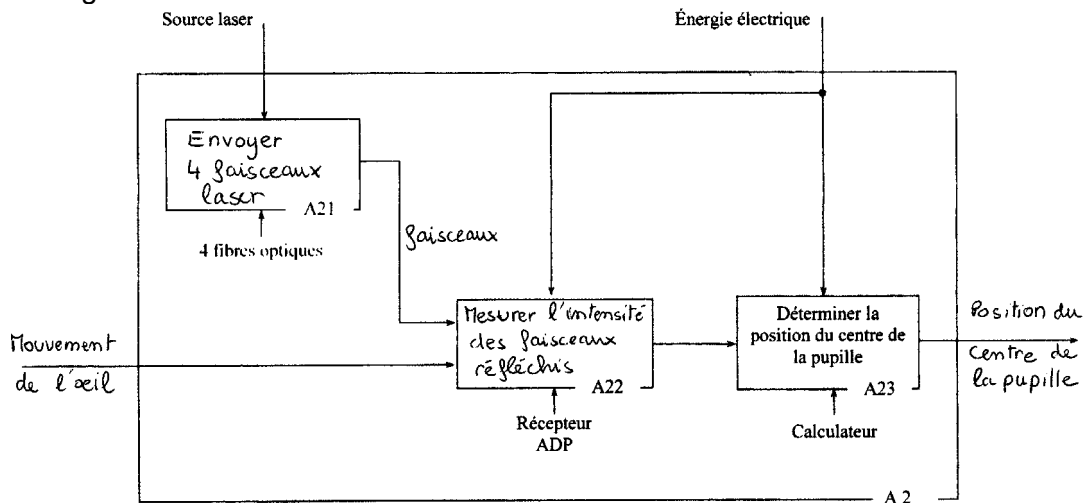 Source laser
Énergie électrique
Envoyer
4 faisceaux
laser
A21
4 fibres optiques
faisceaux
Mesurer l'intensité
des faisceaux
réfléchis
A22
Récepteur
ADP
Déterminer la
position du centre de
la pupille
A23
Calculateur
Mouvement
de l'œil
Position du
centre de
la pupille
A 2